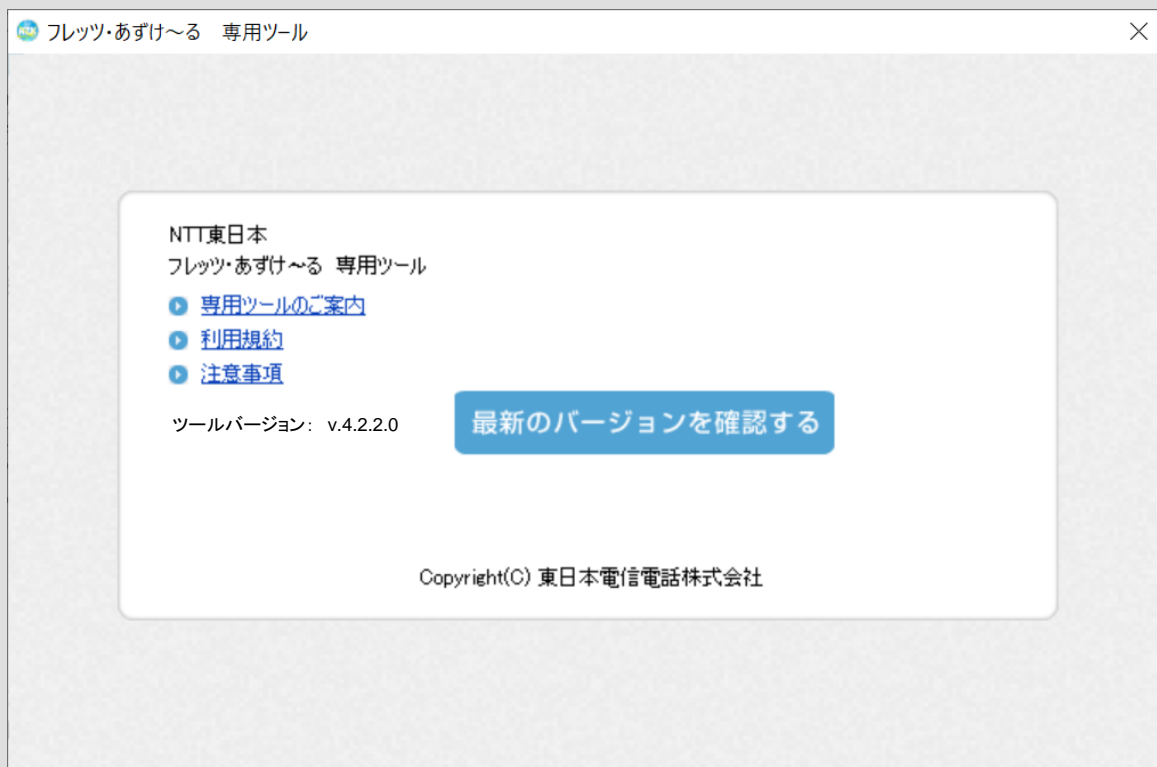 フレッツ・あずけ～る　専用ツール
NTT東日本
フレッツ・あずけ～る　専用ツール
専用ツールのご案内
利用規約
注意事項
ツールバージョン：　v.4.2.2.0
最新のバージョンを確認する
Copyright(C) 東日本電信電話株式会社